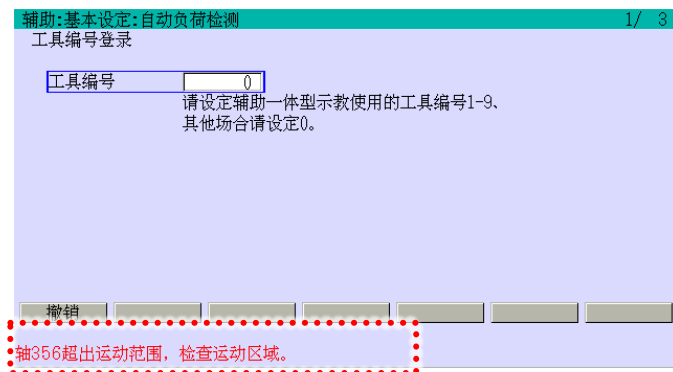 辅助:基本设定:自动负荷检测 1/ 3
工具编号登录
工具编号 0
请设定辅助一体型示教使用的工具编号1-9、
其他场合请设定0。
撤销
轴356超出运动范围，检查运动区域。